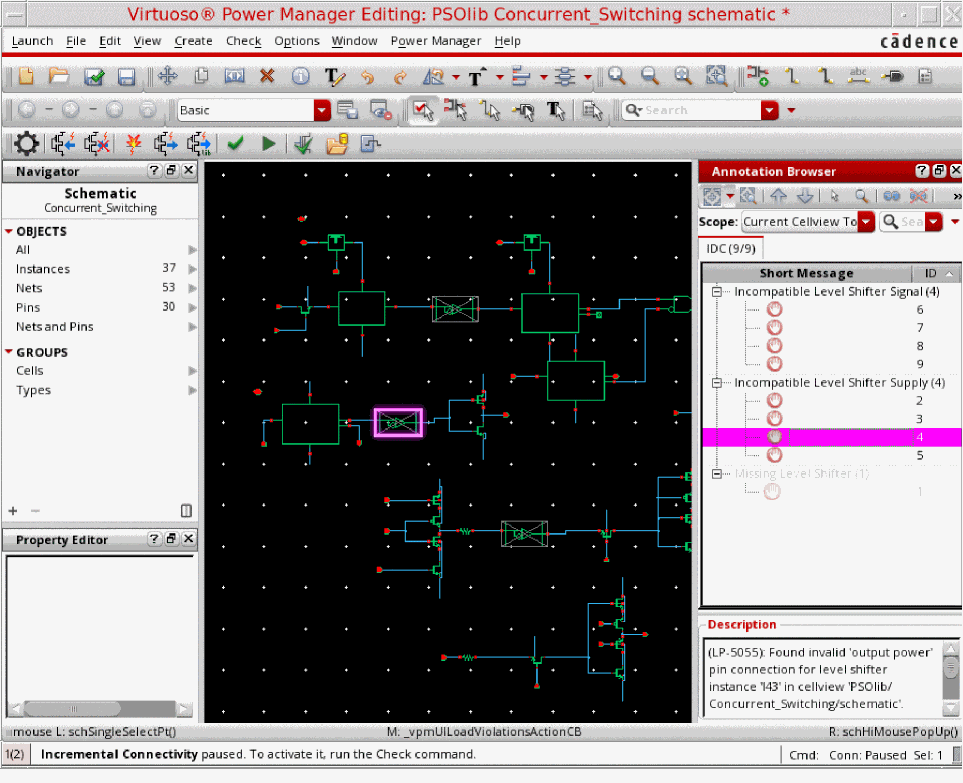 Virtuoso® Power Manager Editing: PSOlib Concurrent_Switching schematic *
Launch File Edit View Create Check Options Window Power Manager Help
cādence
Basic
Search
Navigator
Schematic
Concurrent_Switching
OBJECTS
All
Instances 37
Nets 53
Pins 30
Nets and Pins
GROUPS
Cells
Types
Property Editor
Annotation Browser
Scope: Current Cellview To Sea
IDC (9/9)
Short Message ID
Incompatible Level Shifter Signal (4)
6
7
8
9
Incompatible Level Shifter Supply (4)
2
3
4
5
Missing Level Shifter (1)
1
Description
(LP-5055): Found invalid 'output power'
pin connection for level shifter
instance 'I43' in cellview 'PSOlib/
Concurrent_Switching/schematic'.
mouse L: schSingleSelectPt() M: _vpmUILoadViolationsActionCB R: schHiMousePopUp()
1(2) Incremental Connectivity paused. To activate it, run the Check command. Cmd: Conn: Paused Sel: 1